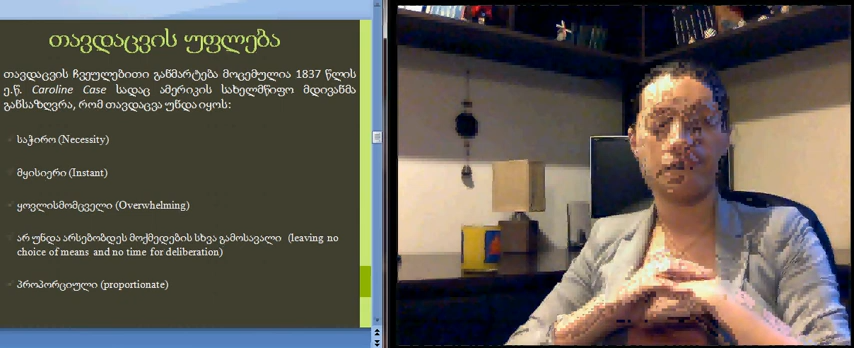 თავდაცვის უფლება
თავდაცვის ჩვეულებითი განმარტება მოცემულია 1837 წლის
ე.წ. Caroline Case სადაც ამერიკის სახელმწიფო მდივანმა
განსაზღვრა, რომ თავდაცვა უნდა იყოს:
საჭირო (Necessity)
მყისიერი (Instant)
ყოვლისმომცველი (Overwhelming)
არ უნდა არსებობდეს მოქმედების სხვა გამოსავალი (leaving no
choice of means and no time for deliberation)
პროპორციული (proportionate)